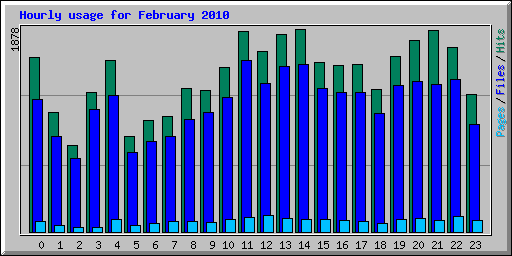 Hourly usage for February 2010
1878
Pages / Files / Hits
0 1 2 3 4 5 6 7 8 9 10 11 12 13 14 15 16 17 18 19 20 21 22 23